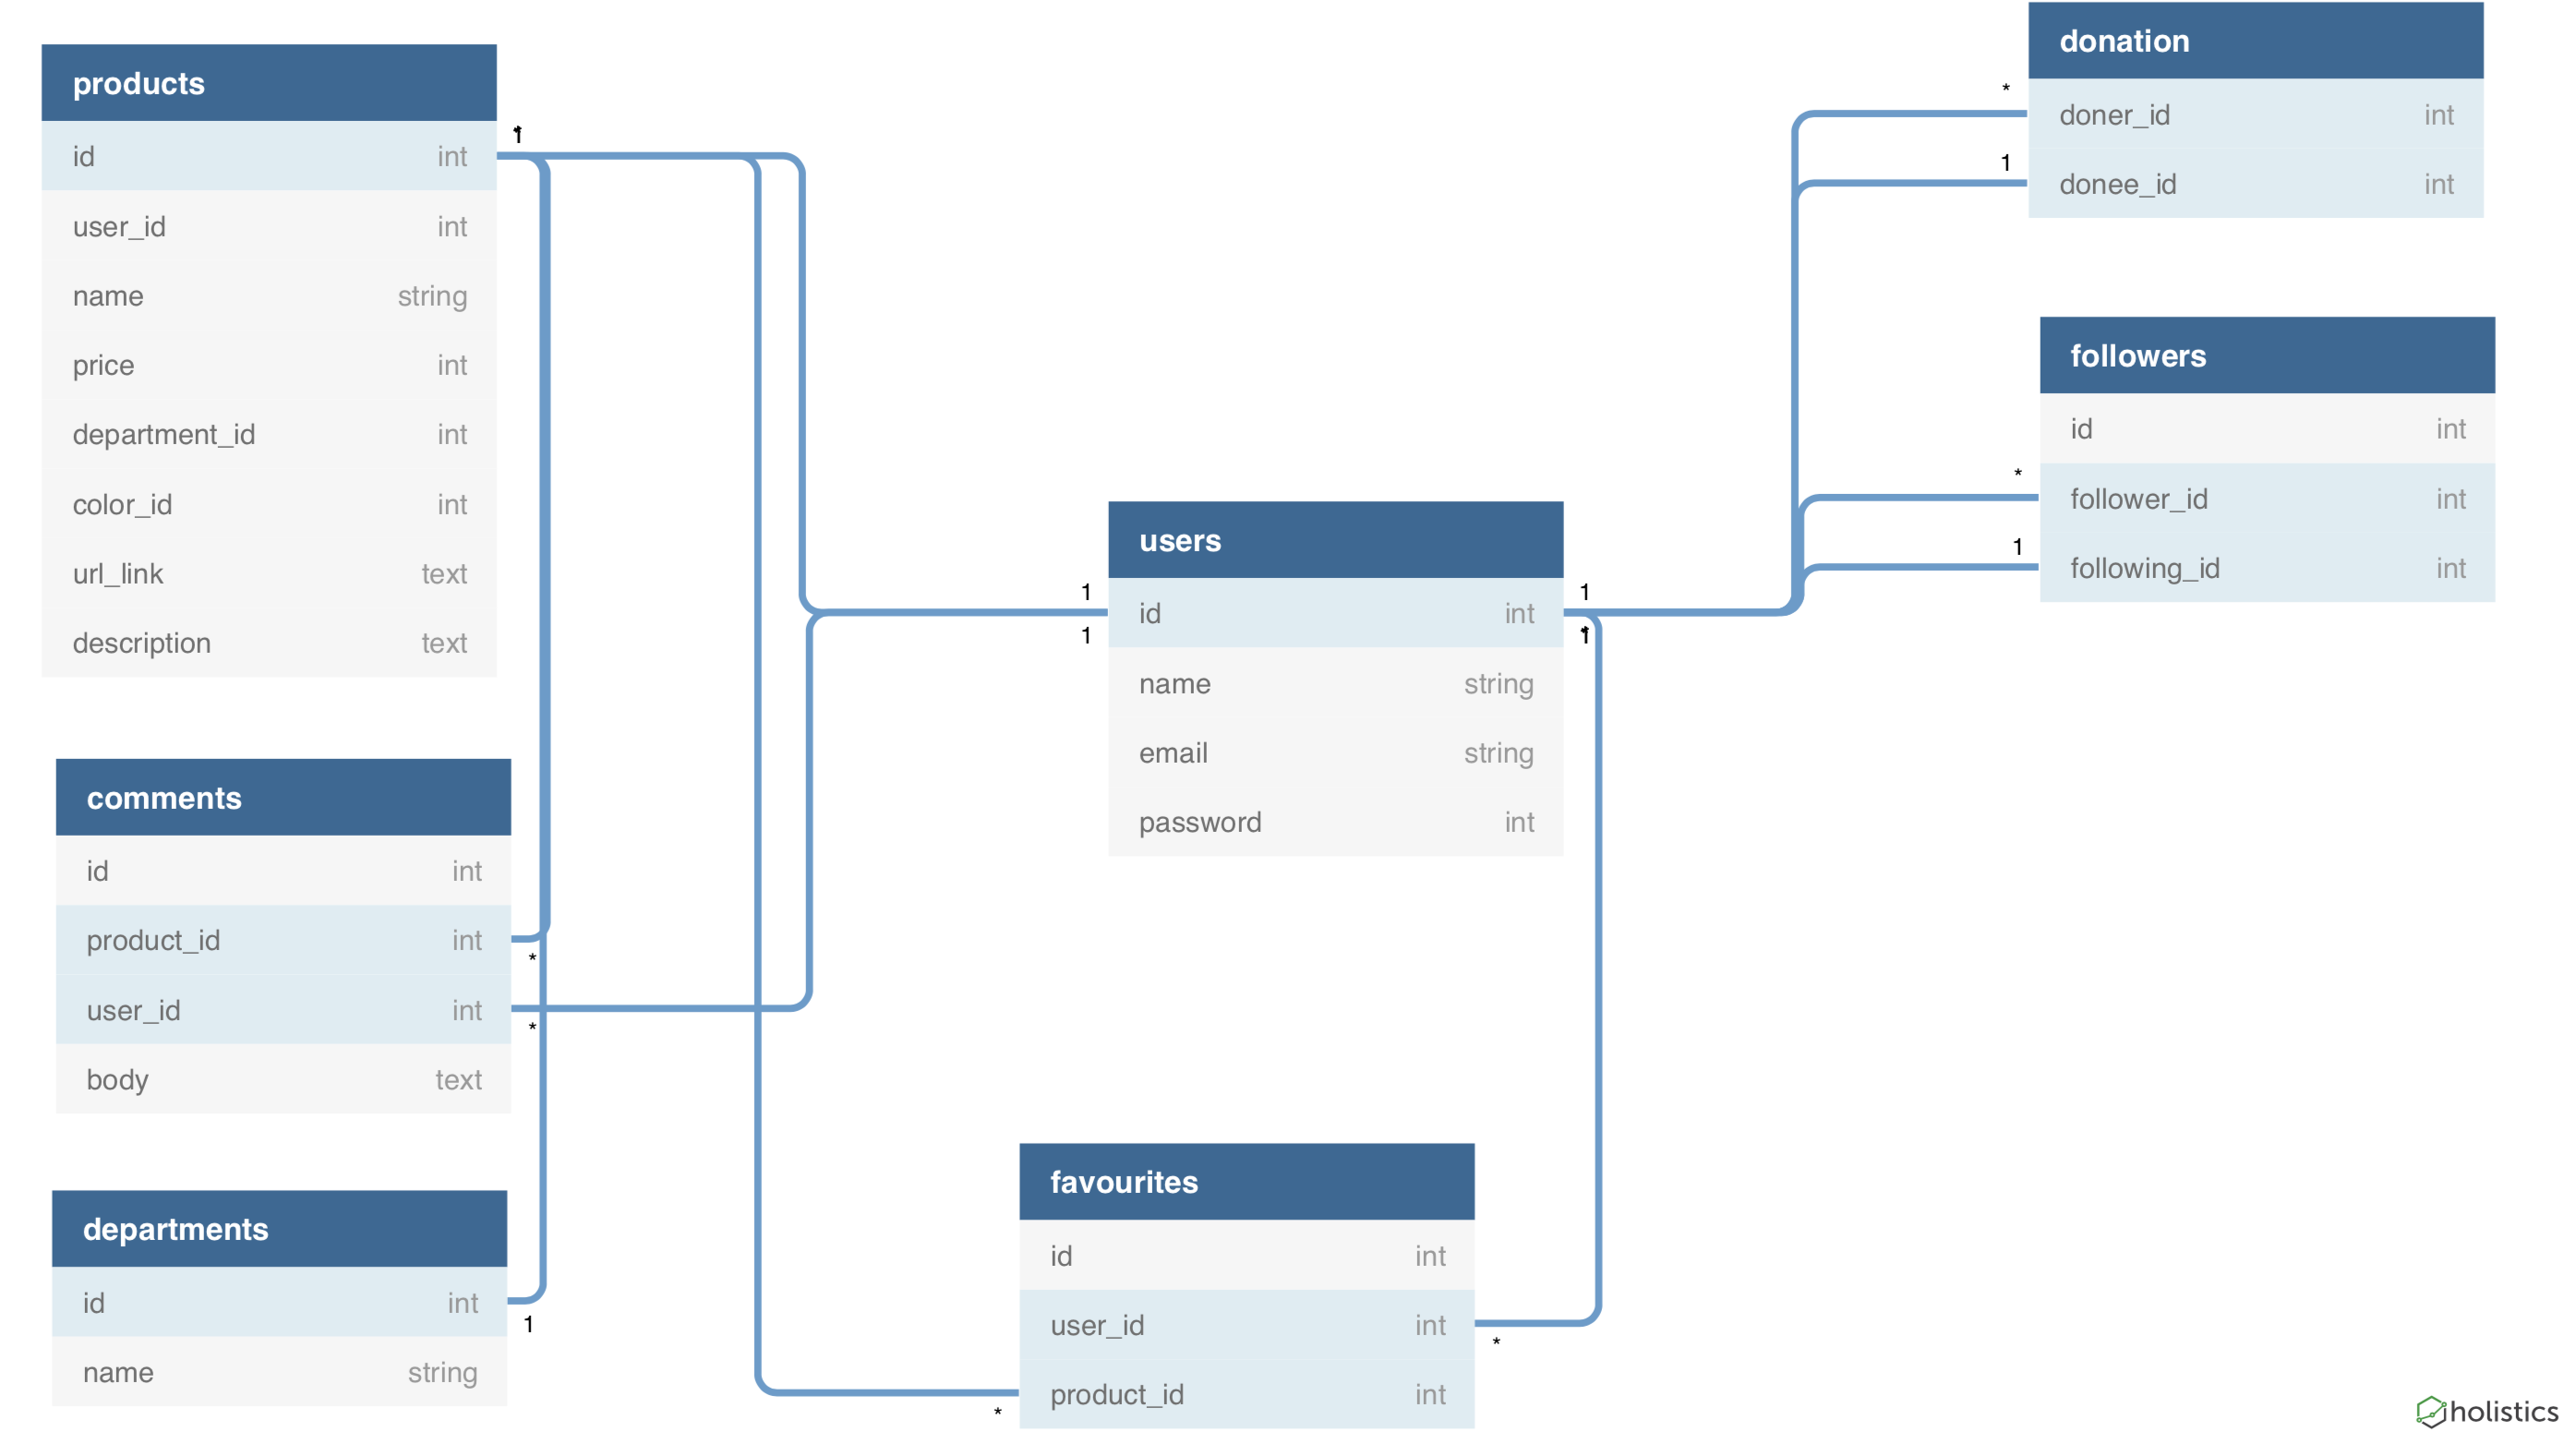 products
id int
user_id int
name string
price int
department_id int
color_id int
url_link text
description text
comments
id int
product_id int
user_id int
body text
departments
id int
name string
users
id int
name string
email string
password int
favourites
id int
user_id int
product_id int
donation
doner_id int
donee_id int
followers
id int
follower_id int
following_id int
1
*
*
1
1
1
1
1
*
*
*
1
*
1
holistics